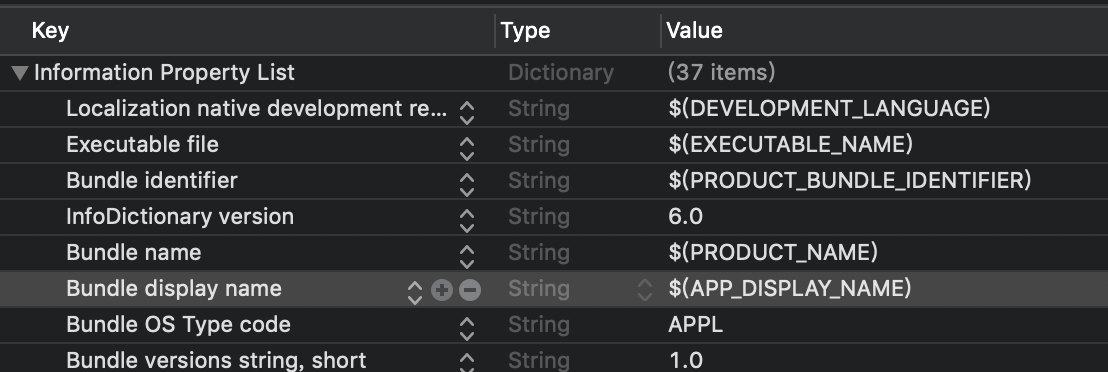 Key Type Value
Information Property List Dictionary (37 items)
Localization native development re... String $(DEVELOPMENT_LANGUAGE)
Executable file String $(EXECUTABLE_NAME)
Bundle identifier String $(PRODUCT_BUNDLE_IDENTIFIER)
InfoDictionary version String 6.0
Bundle name String $(PRODUCT_NAME)
Bundle display name String $(APP_DISPLAY_NAME)
Bundle OS Type code String APPL
Bundle versions string, short String 1.0